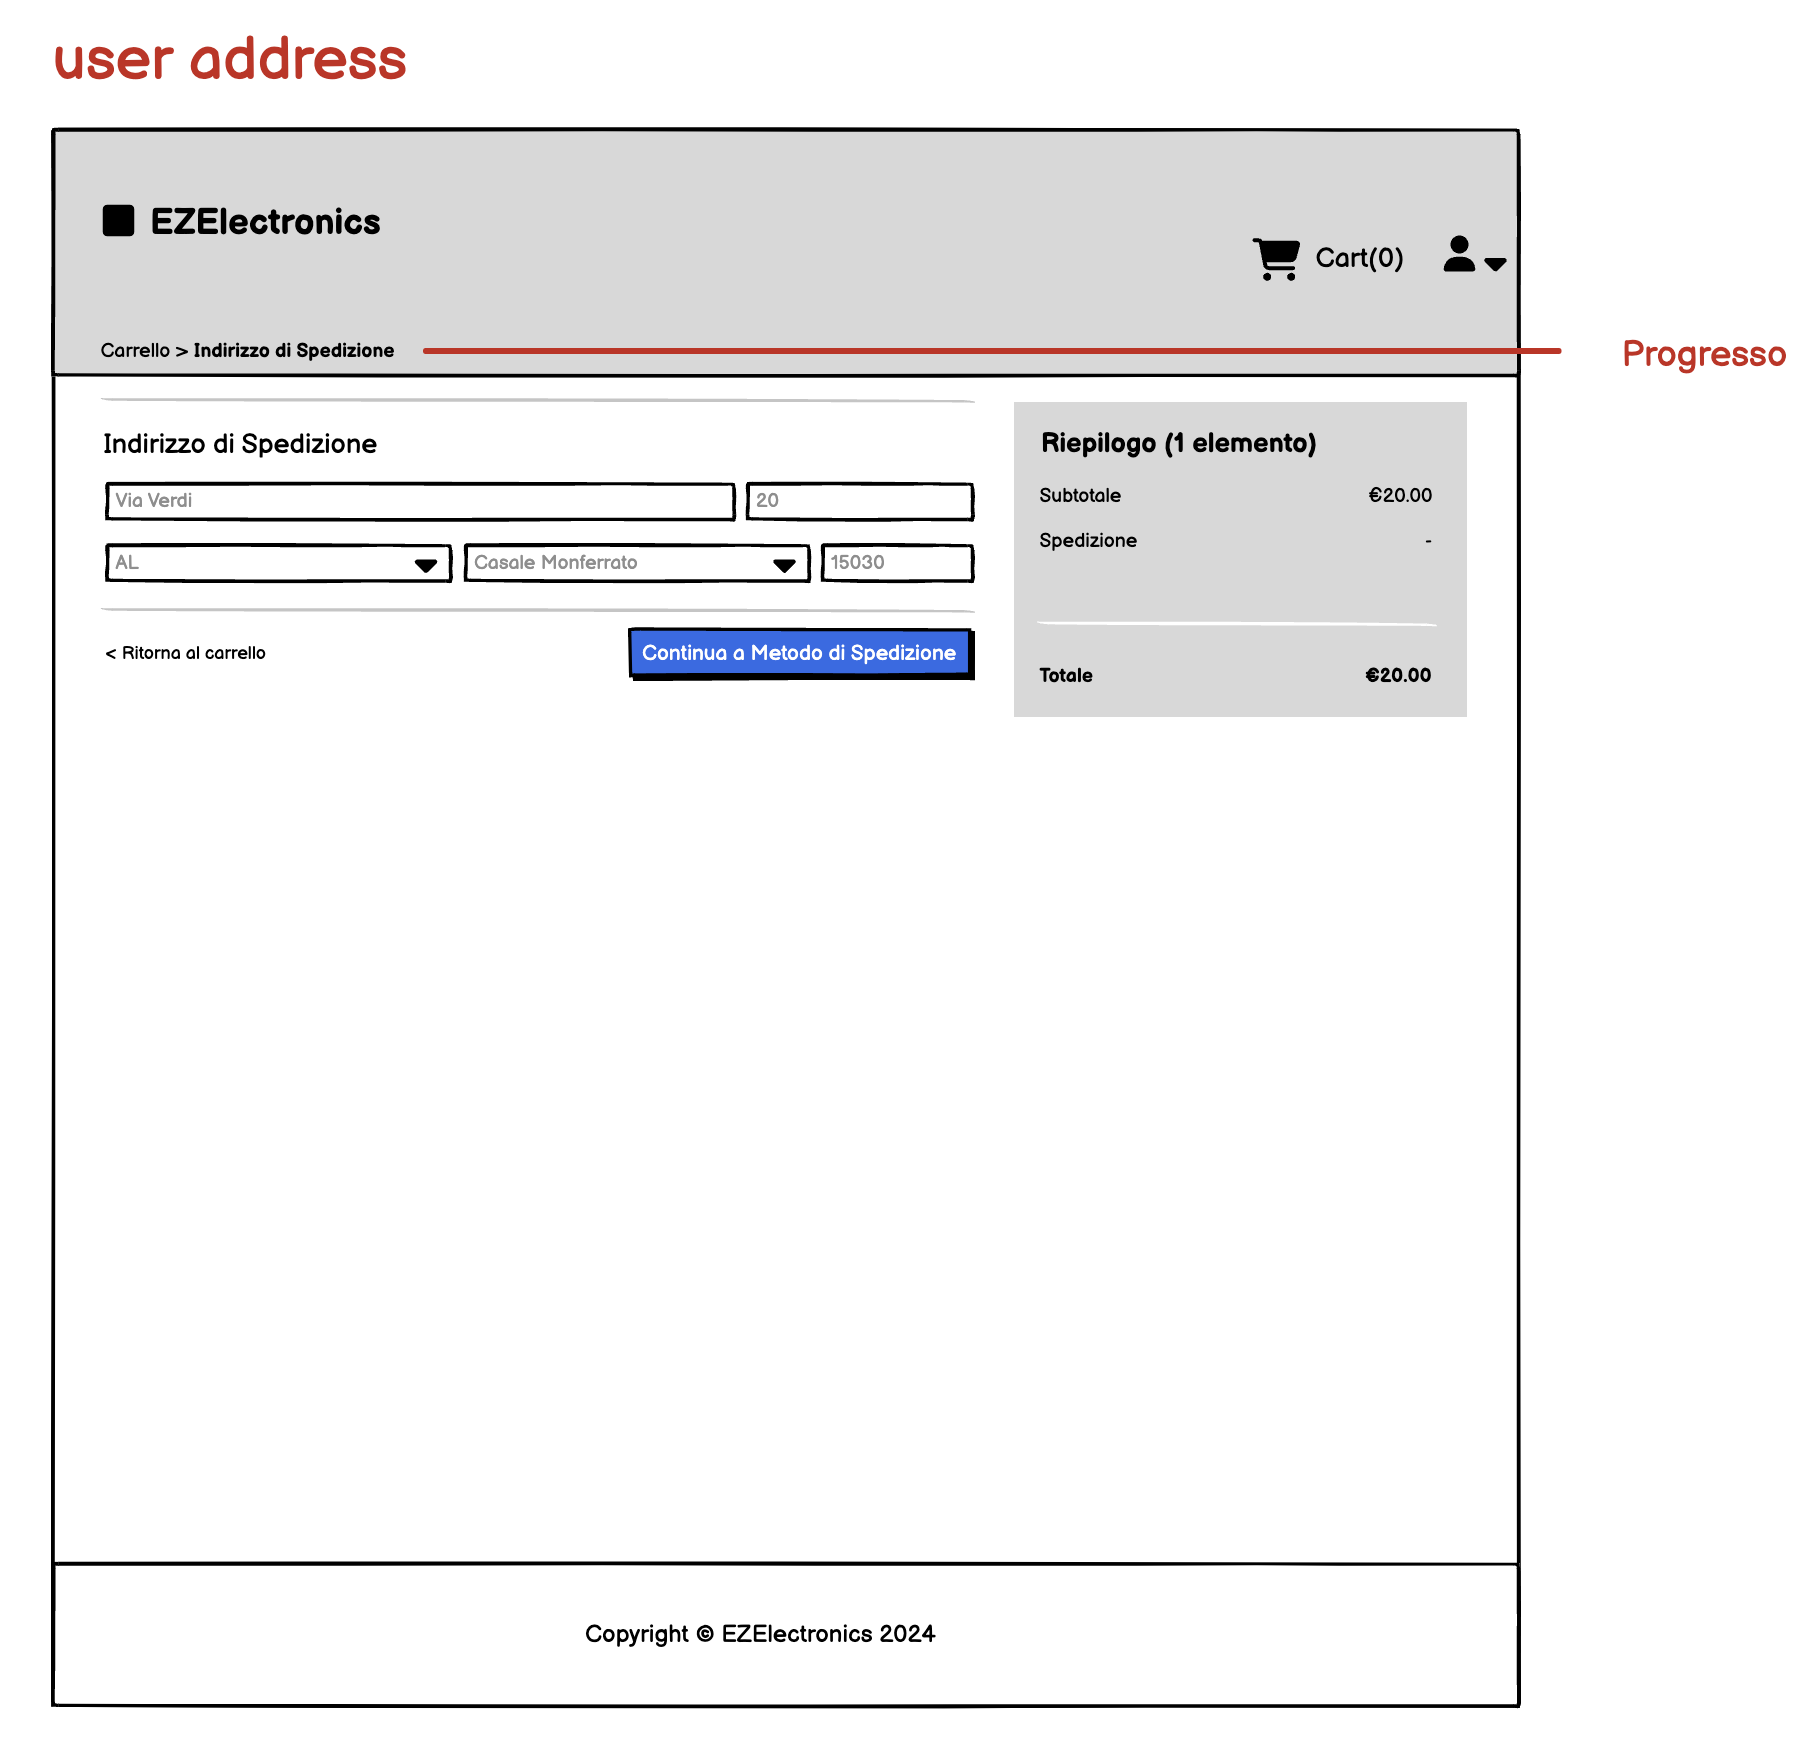 user address
EZElectronics
Cart(0)
Carrello > Indirizzo di Spedizione
Progresso
Indirizzo di Spedizione
Via Verdi
20
AL
Casale Monferrato
15030
< Ritorna al carrello
Continua a Metodo di Spedizione
Riepilogo (1 elemento)
Subtotale €20.00
Spedizione -
Totale €20.00
Copyright © EZElectronics 2024